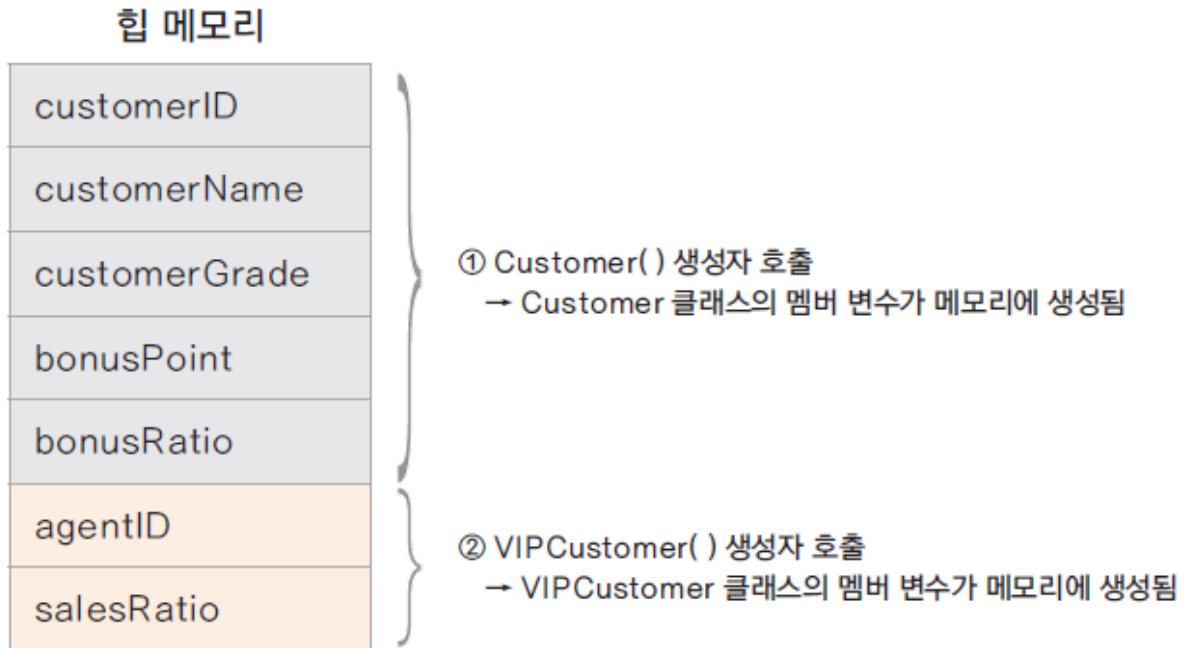 힙 메모리
customerID
customerName
customerGrade
bonusPoint
bonusRatio
agentID
salesRatio
① Customer( ) 생성자 호출
→ Customer 클래스의 멤버 변수가 메모리에 생성됨
② VIPCustomer( ) 생성자 호출
→ VIPCustomer 클래스의 멤버 변수가 메모리에 생성됨